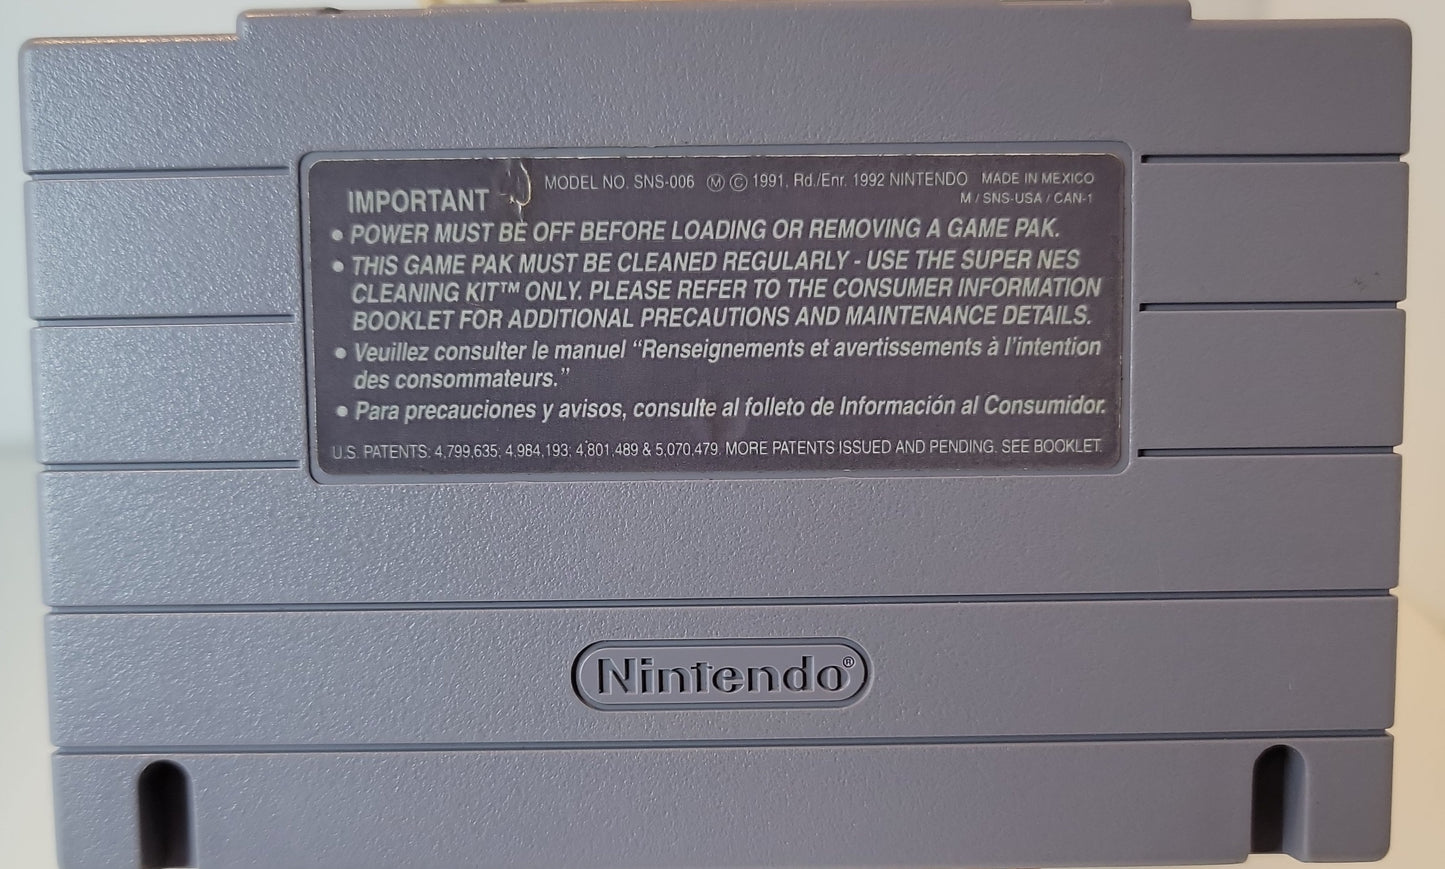 IMPORTANT
MODEL NO. SNS-006 Ⓜ © 1991, Rd./Enr. 1992 NINTENDO MADE IN MEXICO
M / SNS-USA / CAN-1
• POWER MUST BE OFF BEFORE LOADING OR REMOVING A GAME PAK.
• THIS GAME PAK MUST BE CLEANED REGULARLY - USE THE SUPER NES
CLEANING KIT™ ONLY. PLEASE REFER TO THE CONSUMER INFORMATION
BOOKLET FOR ADDITIONAL PRECAUTIONS AND MAINTENANCE DETAILS.
• Veuillez consulter le manuel “Renseignements et avertissements à l’intention
des consommateurs.”
• Para precauciones y avisos, consulte al folleto de Información al Consumidor.
U.S. PATENTS: 4,799,635; 4,984,193; 4,801,489 & 5,070,479. MORE PATENTS ISSUED AND PENDING. SEE BOOKLET.
Nintendo®